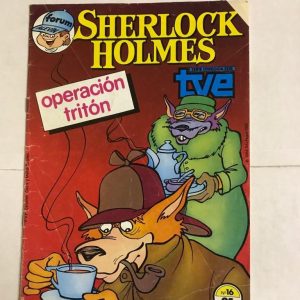 forum
SHERLOCK
HOLMES
tve
operación
tritón
Nº16